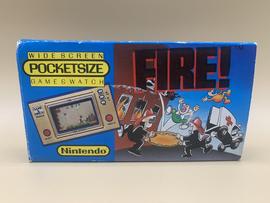 WIDE SCREEN
POCKETSIZE
GAME & WATCH
Nintendo
FIRE!